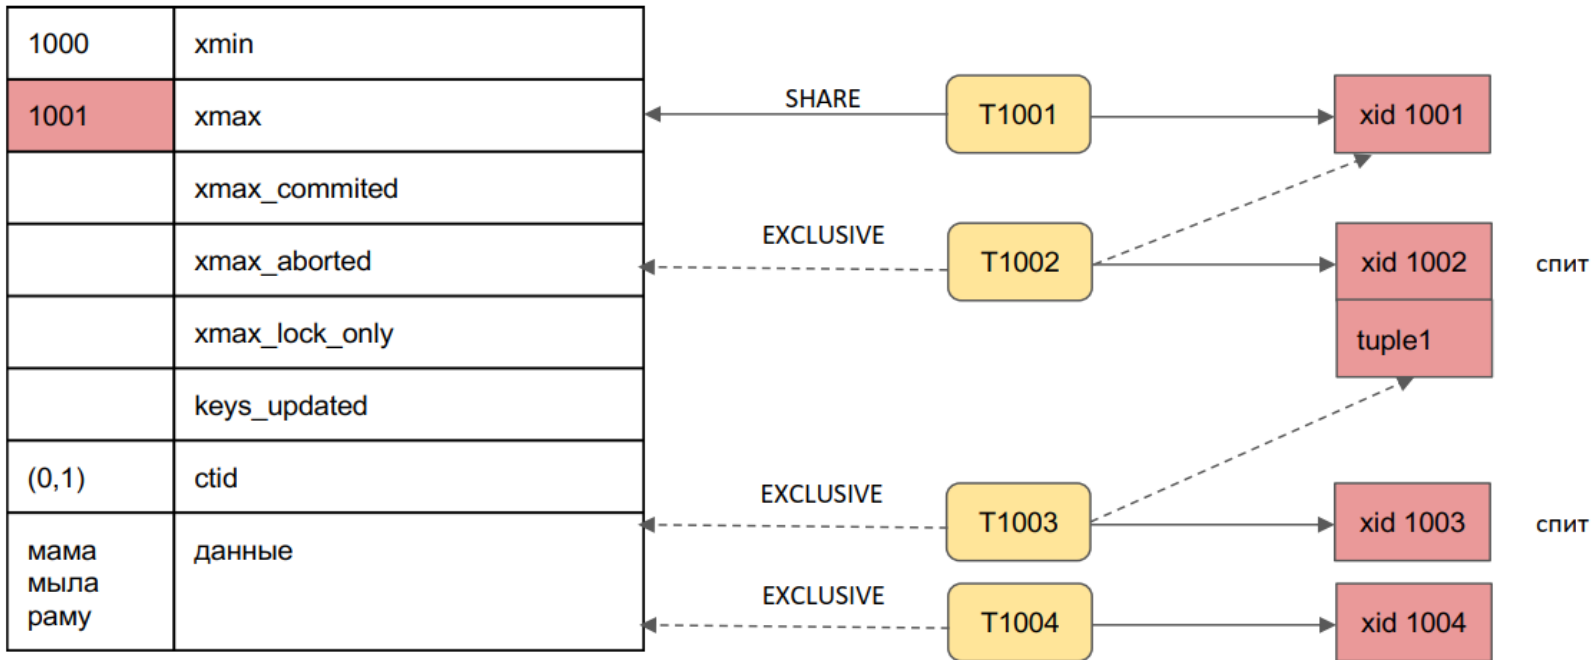 1000 xmin
1001 xmax
xmax_commited
xmax_aborted
xmax_lock_only
keys_updated
(0,1) ctid
мама данные
мыла
раму
SHARE T1001 xid 1001
EXCLUSIVE T1002 xid 1002 спит
tuple1
EXCLUSIVE T1003 xid 1003 спит
EXCLUSIVE T1004 xid 1004